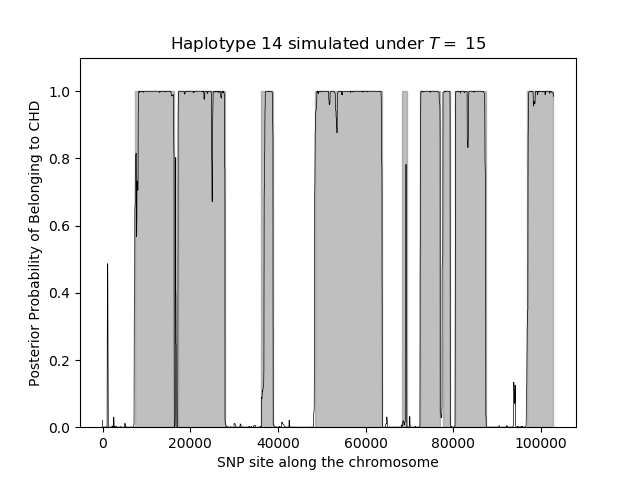 Haplotype 14 simulated under T = 15
Posterior Probability of Belonging to CHD
1.0
0.8
0.6
0.4
0.2
0.0
0 20000 40000 60000 80000 100000
SNP site along the chromosome